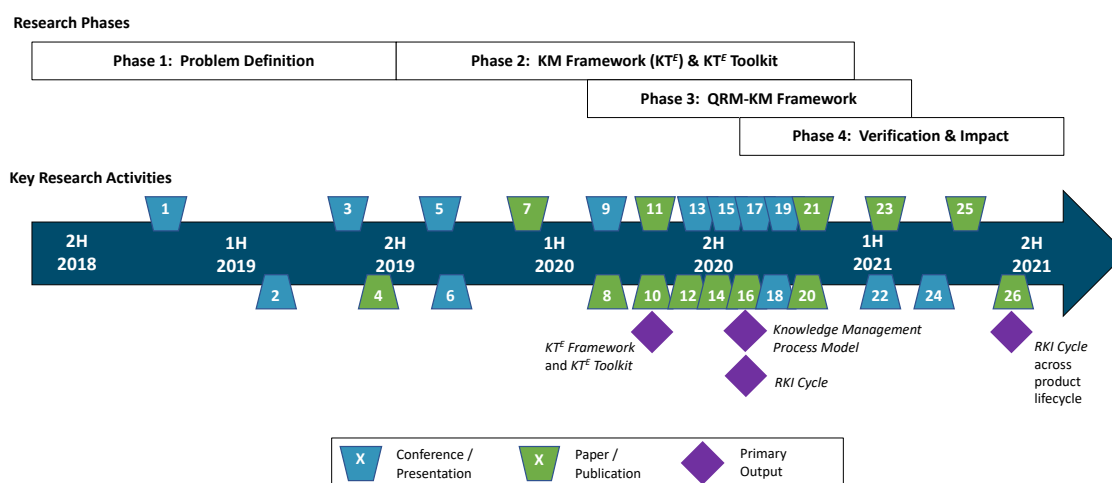 Research Phases
Phase 1: Problem Definition
Phase 2: KM Framework (KTᴱ) & KTᴱ Toolkit
Phase 3: QRM-KM Framework
Phase 4: Verification & Impact
Key Research Activities
1
3
5
7
9
11
13
15
17
19
21
23
25
2H
2018
1H
2019
2H
2019
1H
2020
2H
2020
1H
2021
2H
2021
2
4
6
8
10
12
14
16
18
20
22
24
26
KTᴱ Framework
and KTᴱ Toolkit
Knowledge Management
Process Model
RKI Cycle
RKI Cycle
across
product
lifecycle
X
Conference /
Presentation
X
Paper /
Publication
Primary
Output